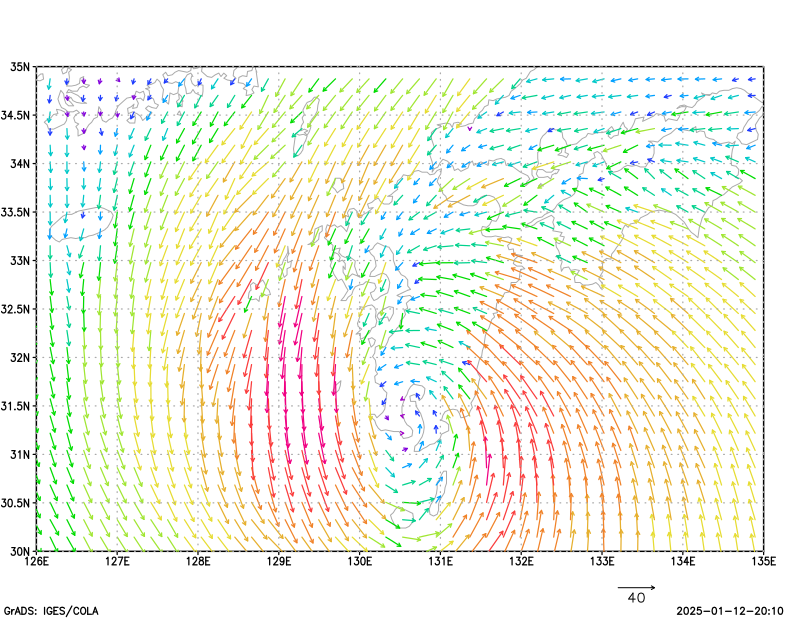 35N
34.5N
34N
33.5N
33N
32.5N
32N
31.5N
31N
30.5N
30N
126E 127E 128E 129E 130E 131E 132E 133E 134E 135E
40
GrADS: IGES/COLA 2025-01-12-20:10